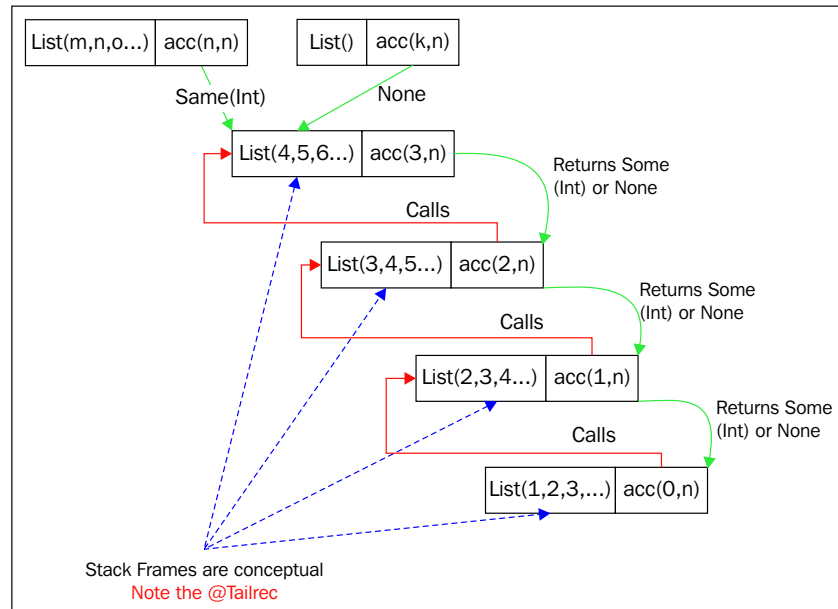 List(m,n,o...) acc(n,n) List() acc(k,n)
Same(Int) None
List(4,5,6...) acc(3,n)
Returns Some
(Int) or None
Calls
List(3,4,5...) acc(2,n)
Returns Some
(Int) or None
Calls
List(2,3,4...) acc(1,n)
Returns Some
(Int) or None
Calls
List(1,2,3,...) acc(0,n)
Stack Frames are conceptual
Note the @Tailrec